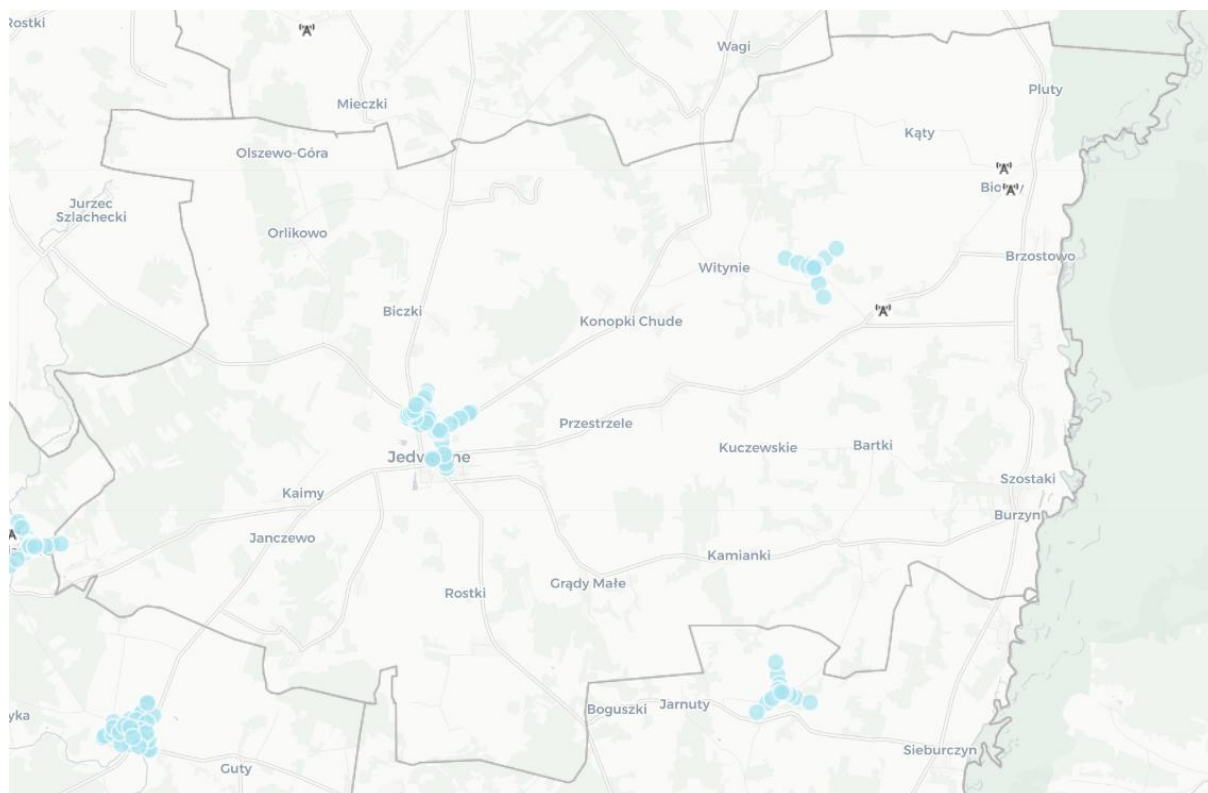 Rostki
Wagi
Mieczki
Pluty
Kąty
Olszewo-Góra
Jurzec
Szlachecki
Orlikowo
Witynie
Brzostowo
Biczki
Konopki Chude
Przestrzele
Kuczewskie
Bartki
Kaimy
Szostaki
Burzyn
Janczewo
Kamianki
Grądy Małe
Rostki
Boguszki
Jarnuty
Sieburczyn
Guty